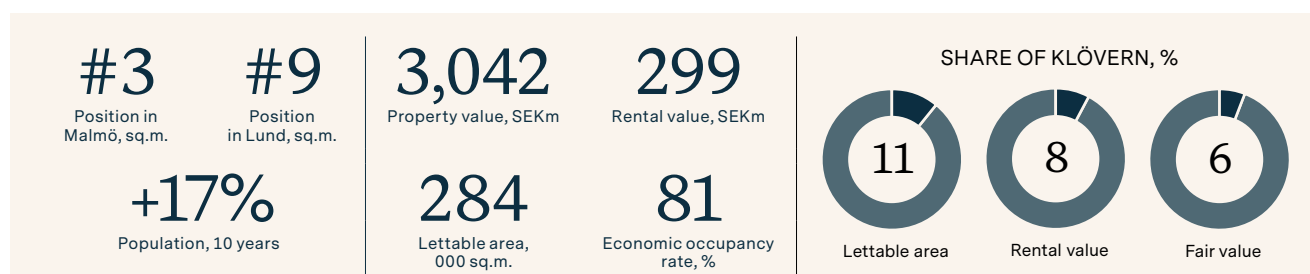 #3
Position in
Malmö, sq.m.
#9
Position
in Lund, sq.m.
+17%
Population, 10 years
3,042
Property value, SEKm
299
Rental value, SEKm
284
Lettable area,
000 sq.m.
81
Economic occupancy
rate, %
SHARE OF KLÖVERN, %
11
Lettable area
8
Rental value
6
Fair value